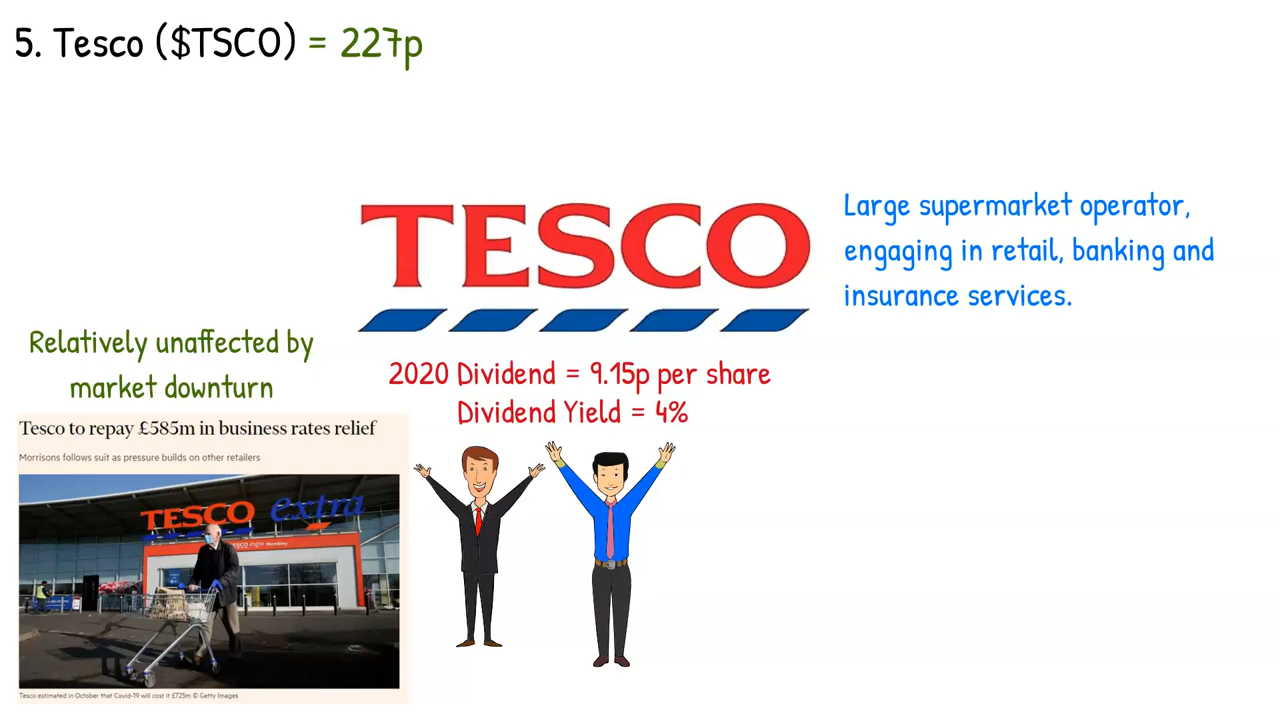 5. Tesco ($TSCO) = 227p
TESCO
Large supermarket operator,
engaging in retail, banking and
insurance services.
Relatively unaffected by
market downturn
2020 Dividend = 9.15p per share
Dividend Yield = 4%
Tesco to repay £585m in business rates relief
Morrisons follows suit as pressure builds on other retailers
TESCO extra
extra Wembley
Tesco estimated in October that Covid-19 will cost it £725m © Getty Images